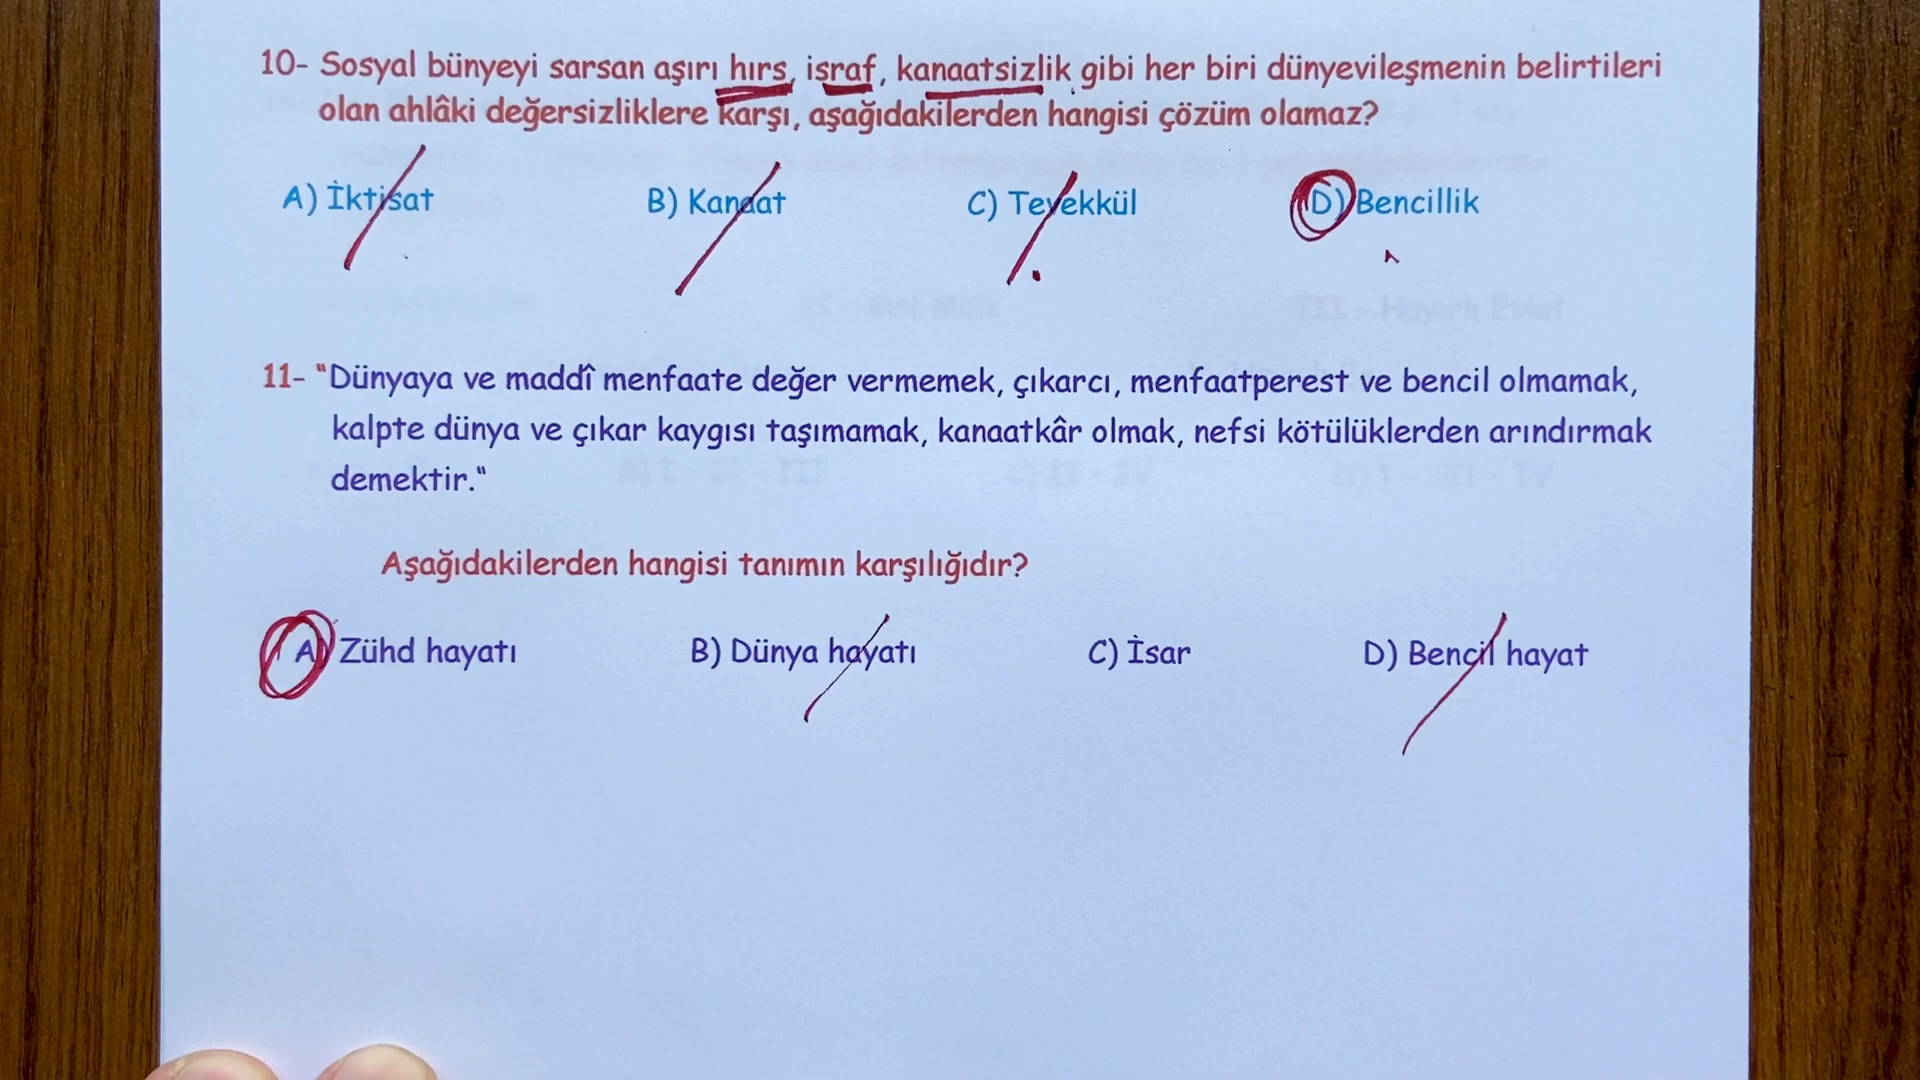 10- Sosyal bünyeyi sarsan aşırı hırs, israf, kanaatsizlik gibi her biri dünyevileşmenin belirtileri
olan ahlâki değersizliklere karşı, aşağıdakilerden hangisi çözüm olamaz?
A) İktisat B) Kanaat C) Tevekkül D) Bencillik
11- "Dünyaya ve maddî menfaate değer vermemek, çıkarcı, menfaatperest ve bencil olmamak,
kalpte dünya ve çıkar kaygısı taşımamak, kanaatkâr olmak, nefsi kötülüklerden arındırmak
demektir."
Aşağıdakilerden hangisi tanımın karşılığıdır?
A) Zühd hayatı B) Dünya hayatı C) İsar D) Bencil hayat